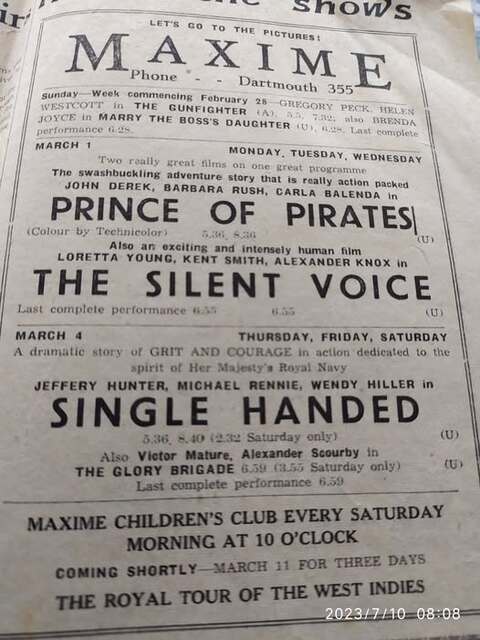 shows
LET'S GO TO THE PICTURES!
MAXIME
Phone - - Dartmouth 355
Sunday—Week commencing February 28—GREGORY PECK, HELEN
WESTCOTT in THE GUNFIGHTER (A), 5.5, 7.32; also BRENDA
JOYCE in MARRY THE BOSS'S DAUGHTER (U), 6.28. Last complete
performance 6.28.
MARCH 1 MONDAY, TUESDAY, WEDNESDAY
Two really great films on one great programme
The swashbuckling adventure story that is really action packed
JOHN DEREK, BARBARA RUSH, CARLA BALENDA in
PRINCE OF PIRATES
(Colour by Technicolor) 5.36, 8.36 (U)
Also an exciting and intensely human film
LORETTA YOUNG, KENT SMITH, ALEXANDER KNOX in
THE SILENT VOICE
Last complete performance 6.55 6.55 (U)
MARCH 4 THURSDAY, FRIDAY, SATURDAY
A dramatic story of GRIT AND COURAGE in action dedicated to the
spirit of Her Majesty's Royal Navy
JEFFERY HUNTER, MICHAEL RENNIE, WENDY HILLER in
SINGLE HANDED
5.36, 8.40 (2.32 Saturday only) (U)
Also Victor Mature, Alexander Scourby in
THE GLORY BRIGADE 6.59 (3.55 Saturday only) (U)
Last complete performance 6.59
MAXIME CHILDREN'S CLUB EVERY SATURDAY
MORNING AT 10 O'CLOCK
COMING SHORTLY—MARCH 11 FOR THREE DAYS
THE ROYAL TOUR OF THE WEST INDIES
2023/7/10 08:08